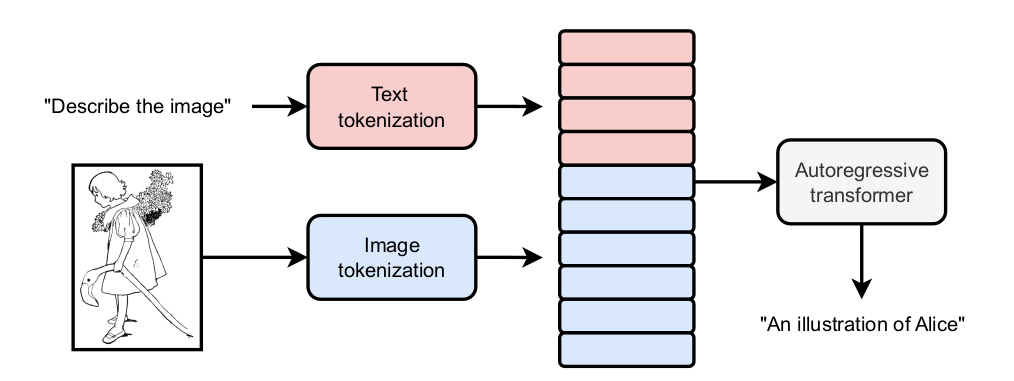 "Describe the image"
Text
tokenization
Image
tokenization
Autoregressive
transformer
"An illustration of Alice"